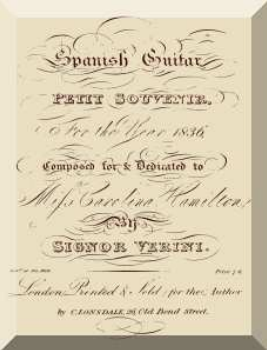 Spanish Guitar
PETIT SOUVENIR,
For the Year 1836
Composed for & Dedicated to
Miss Carolina Hamilton,
By
SIGNOR VERINI.
Price
London, Printed & Sold, for the Author
by C. LONSDALE, 26, Old Bond Street.